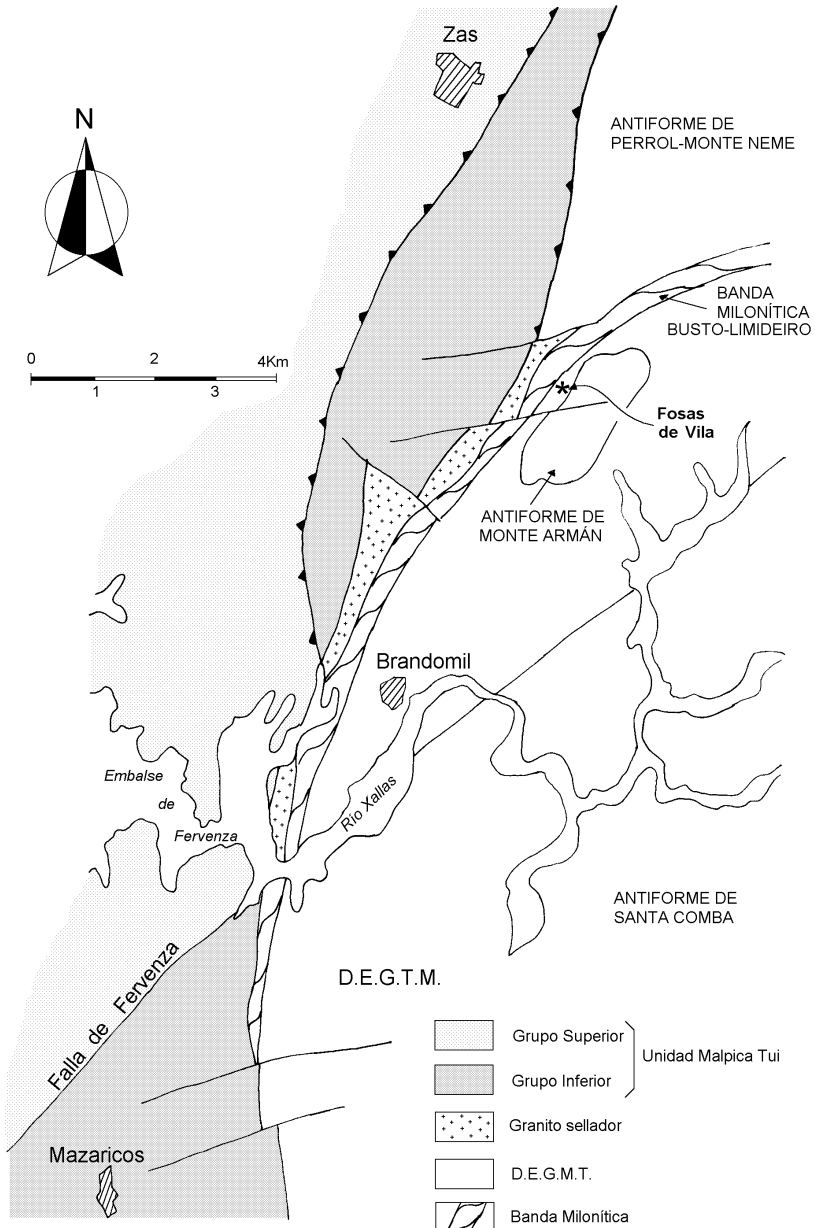 Zas
N
ANTIFORME DE
PERROL-MONTE NEME
BANDA
MILONÍTICA
BUSTO-LIMIDEIRO
0 2 4Km
1 3
Fosas
de Vila
ANTIFORME DE
MONTE ARMÁN
Brandomil
Embalse
de
Fervenza
Río Xallas
ANTIFORME DE
SANTA COMBA
Falla de Fervenza
D.E.G.T.M.
Grupo Superior
Unidad Malpica Tui
Grupo Inferior
Granito sellador
Mazaricos
D.E.G.M.T.
Banda Milonítica